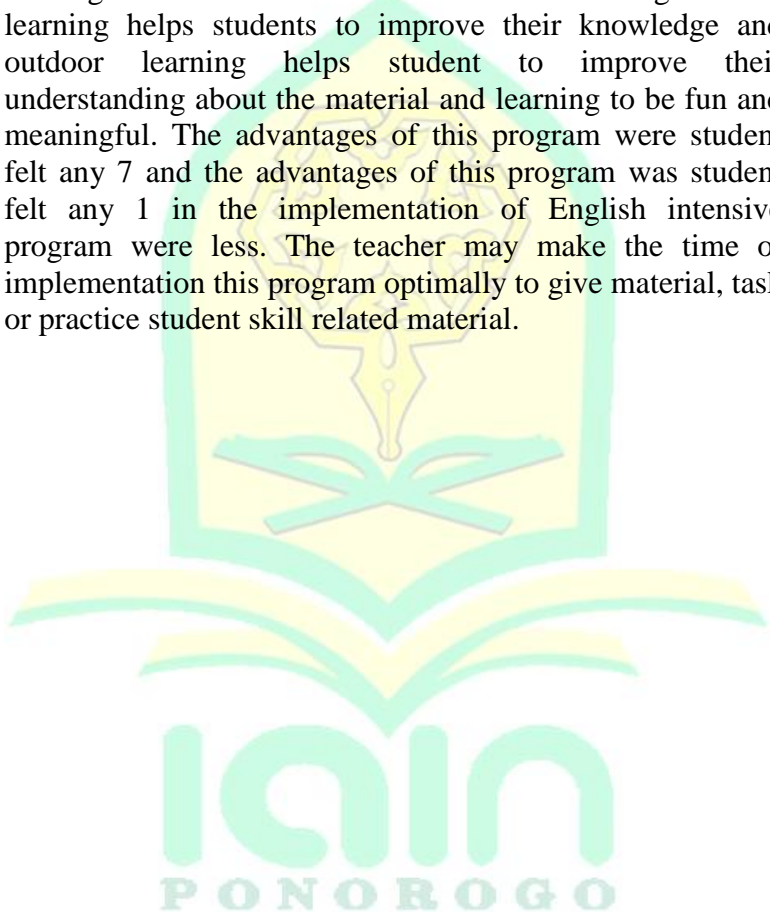 learning helps students to improve their knowledge and
outdoor learning helps student to improve thei
understanding about the material and learning to be fun and
meaningful. The advantages of this program were studen
felt any 7 and the advantages of this program was studen
felt any 1 in the implementation of English intensive
program were less. The teacher may make the time o
implementation this program optimally to give material, task
or practice student skill related material.
iain
PONOROGO